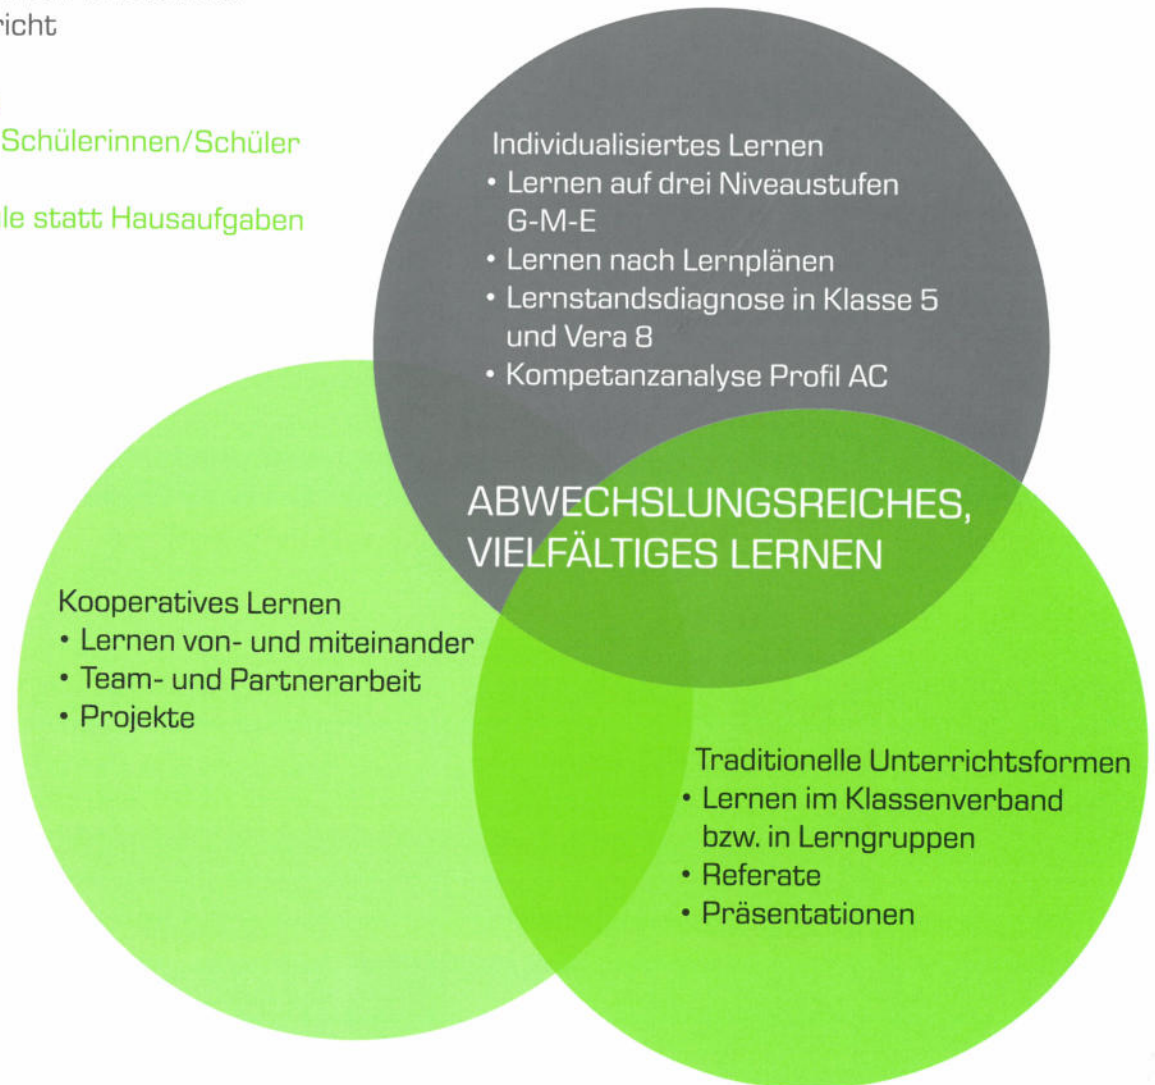 richt
Schülerinnen/Schüler
statt Hausaufgaben
Individualisiertes Lernen
• Lernen auf drei Niveaustufen
G-M-E
• Lernen nach Lernplänen
• Lernstandsdiagnose in Klasse 5
und Vera 8
• Kompetanzanalyse Profil AC
ABWECHSLUNGSREICHES,
VIELFÄLTIGES LERNEN
Kooperatives Lernen
• Lernen von- und miteinander
• Team- und Partnerarbeit
• Projekte
Traditionelle Unterrichtsformen
• Lernen im Klassenverband
bzw. in Lerngruppen
• Referate
• Präsentationen